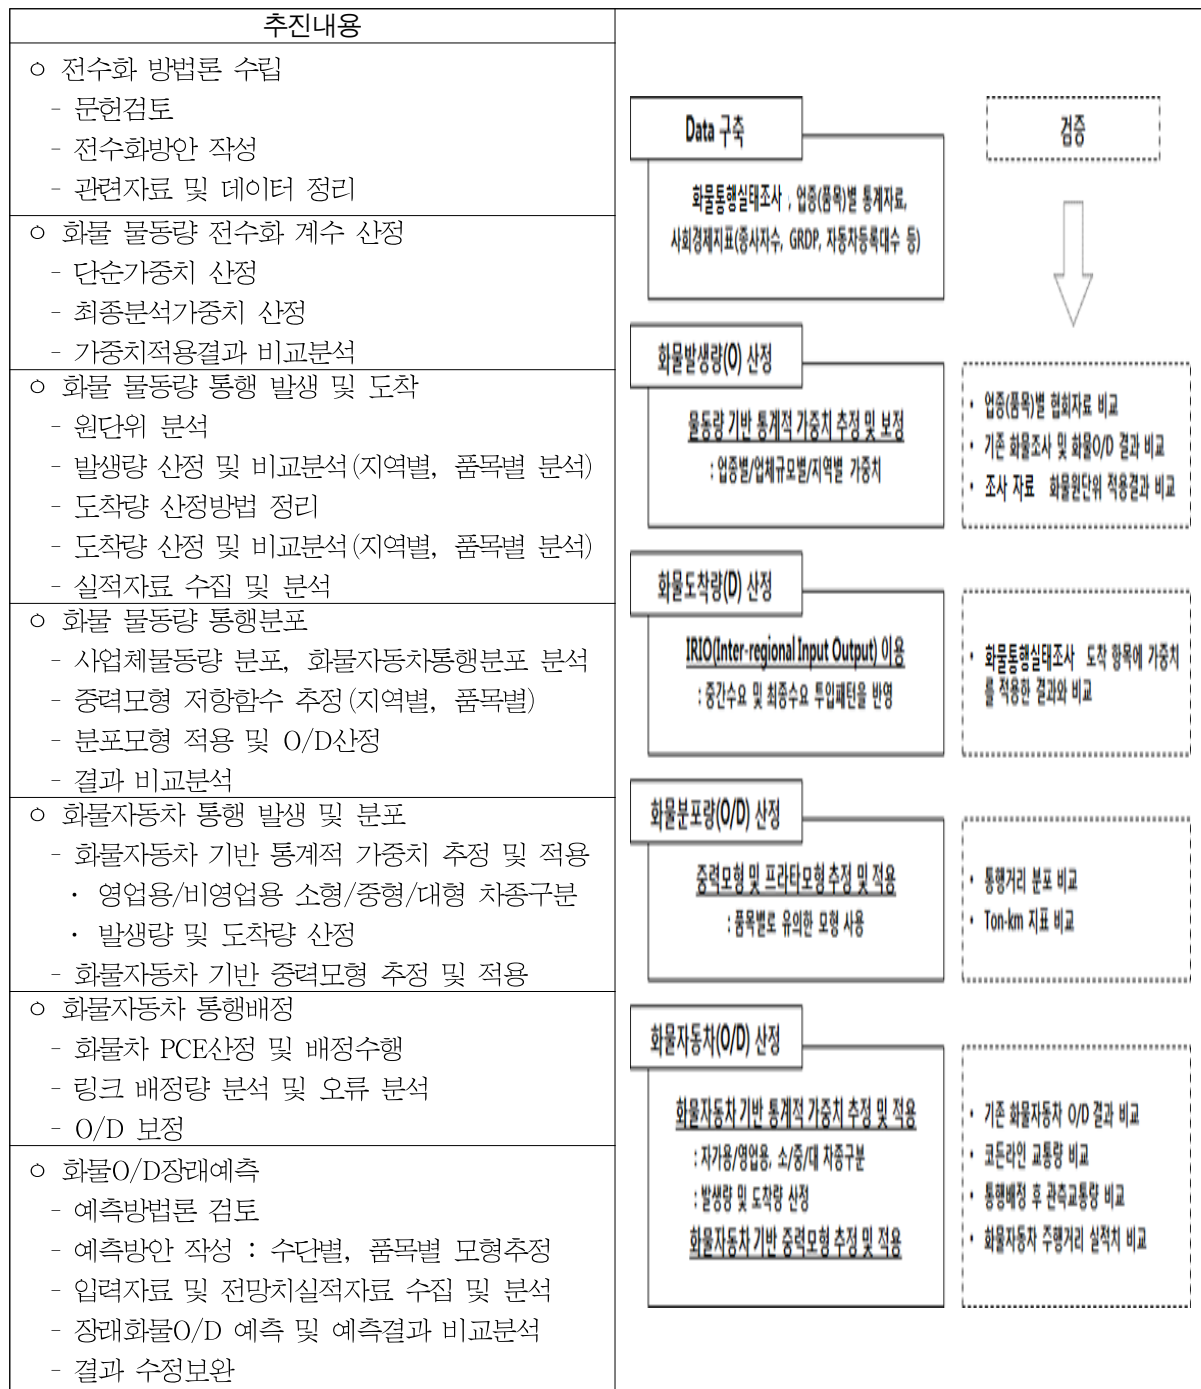 추진내용
ㅇ 전수화 방법론 수립
- 문헌검토
- 전수화방안 작성
- 관련자료 및 데이터 정리
ㅇ 화물 물동량 전수화 계수 산정
- 단순가중치 산정
- 최종분석가중치 산정
- 가중치적용결과 비교분석
ㅇ 화물 물동량 통행 발생 및 도착
- 원단위 분석
- 발생량 산정 및 비교분석(지역별, 품목별 분석)
- 도착량 산정방법 정리
- 도착량 산정 및 비교분석(지역별, 품목별 분석)
- 실적자료 수집 및 분석
ㅇ 화물 물동량 통행분포
- 사업체물동량 분포, 화물자동차통행분포 분석
- 중력모형 저항함수 추정(지역별, 품목별)
- 분포모형 적용 및 O/D산정
- 결과 비교분석
ㅇ 화물자동차 통행 발생 및 분포
- 화물자동차 기반 통계적 가중치 추정 및 적용
· 영업용/비영업용 소형/중형/대형 차종구분
· 발생량 및 도착량 산정
- 화물자동차 기반 중력모형 추정 및 적용
ㅇ 화물자동차 통행배정
- 화물차 PCE산정 및 배정수행
- 링크 배정량 분석 및 오류 분석
- O/D 보정
ㅇ 화물O/D장래예측
- 예측방법론 검토
- 예측방안 작성 : 수단별, 품목별 모형추정
- 입력자료 및 전망치실적자료 수집 및 분석
- 장래화물O/D 예측 및 예측결과 비교분석
- 결과 수정보완
Data 구축
화물통행실태조사 , 업종(품목)별 통계자료,
사회경제지표(종사자수, GRDP, 자동차등록대수 등)
검증
화물발생량(O) 산정
물동량 기반 통계적 가중치 추정 및 보정
: 업종별/업체규모별/지역별 가중치
· 업종(품목)별 협회자료 비교
· 기존 화물조사 및 화물O/D 결과 비교
· 조사 자료 화물원단위 적용결과 비교
화물도착량(D) 산정
IRIO(Inter-regional Input Output) 이용
: 중간수요 및 최종수요 투입패턴을 반영
· 화물통행실태조사 도착 항목에 가중치
를 적용한 결과와 비교
화물분포량(O/D) 산정
중력모형 및 프라타모형 추정 및 적용
: 품목별로 유의한 모형 사용
· 통행거리 분포 비교
· Ton-km 지표 비교
화물자동차(O/D) 산정
화물자동차 기반 통계적 가중치 추정 및 적용
: 자가용/영업용, 소/중/대 차종구분
: 발생량 및 도착량 산정
화물자동차 기반 중력모형 추정 및 적용
· 기존 화물자동차 O/D 결과 비교
· 코든라인 교통량 비교
· 통행배정 후 관측교통량 비교
· 화물자동차 주행거리 실적치 비교